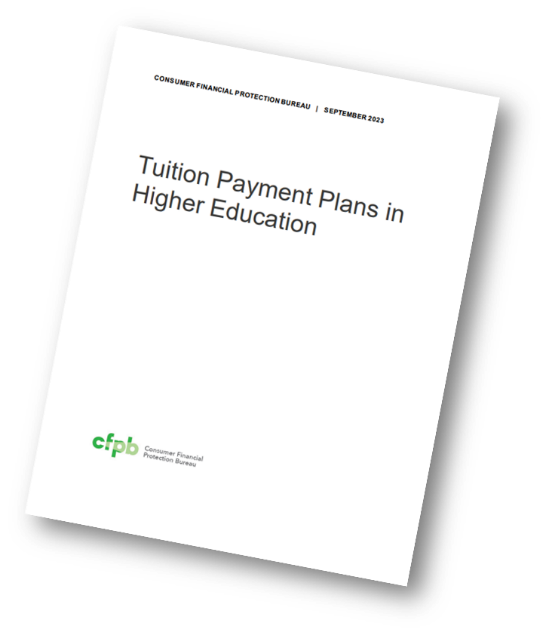 CONSUMER FINANCIAL PROTECTION BUREAU | SEPTEMBER 2023
Tuition Payment Plans in
Higher Education
cfpb Consumer Financial
Protection Bureau